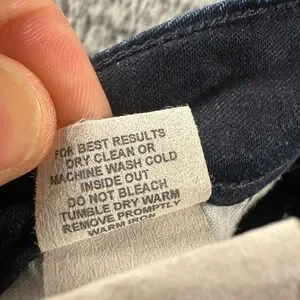 FOR BEST RESULTS
DRY CLEAN OR
MACHINE WASH COLD
INSIDE OUT
DO NOT BLEACH
TUMBLE DRY WARM
REMOVE PROMPTLY
WARM IRON